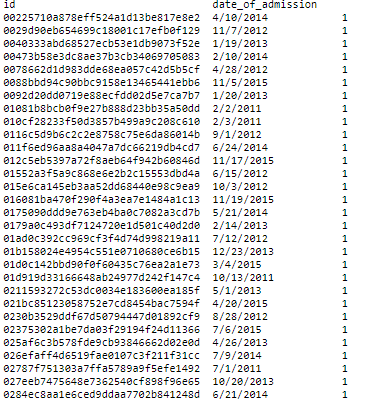 id date_of_admission
00225710a878eff524a1d13be817e8e2 4/10/2014 1
0029d90eb654699c18001c17efb0f129 11/7/2012 1
0040333abd68527ecb53e1db9073f52e 1/19/2013 1
00473b58e3dc8ae37b3cb34069705083 2/10/2014 1
0078662d1d983dde68ea057c42d5b5cf 4/28/2012 1
0088bbd94c90bbc9158e13465441ebb6 11/5/2015 1
0092d20dd0719e88ecfdd02d5e7ca7b7 1/20/2013 1
01081b8bcb0f9e27b888d23bb35a50dd 2/2/2011 1
010cf28233f50d3857b499a9c208c610 2/3/2011 1
0116c5d9b6c2c2e8758c75e6da86014b 9/1/2012 1
011f6ed96aa8a4047a7dc66219db4cd7 6/24/2014 1
012c5eb5397a72f8aeb64f942b60846d 11/17/2015 1
01552a3f5a9c868e6e2b2c15553dbd4a 6/15/2012 1
015e6ca145eb3aa52dd68440e98c9ea9 10/3/2012 1
016081ba470f290f4a3ea7e1484a1c13 11/19/2015 1
0175090ddd9e763eb4ba0c7082a3cd7b 5/21/2014 1
0179a0c493df7124720e1d501c40d2d0 2/14/2013 1
01ad0c392cc969cf3f4d74d998219a11 7/12/2012 1
01b158024e4954c551e0710680ce6b15 12/23/2013 1
01d0c142bbd90f0f60435c76ea2a1e73 3/4/2015 1
01d919d33166648ab24977d242f147c4 10/13/2011 1
0211593272c53dc0034e183600ea185f 5/1/2013 1
021bc85123058752e7cd8454bac7594f 4/20/2015 1
0230b3529ddf67d50794447d01892cf9 8/28/2012 1
02375302a1be7da03f29194f24d11366 7/6/2015 1
025af6c3b578fde9cb93846662d02e0d 4/26/2013 1
026efaff4d6519fae0107c3f211f31cc 7/9/2014 1
02787f751303a7ffa5789a9f5efe1492 7/1/2011 1
027eeb7475648e7362540cf898f96e65 10/20/2013 1
0284ec8aa1e6ced9ddaa7702b841248d 6/21/2014 1